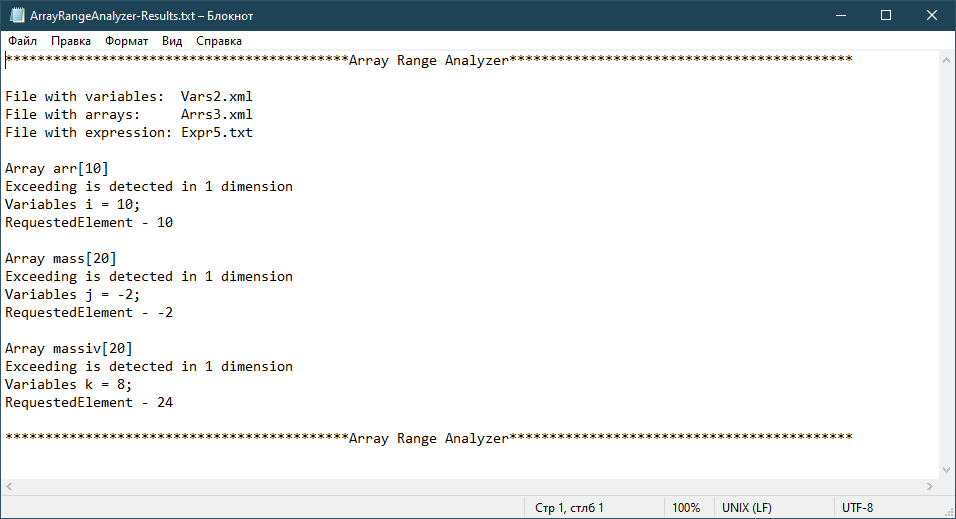 ArrayRangeAnalyzer-Results.txt – Блокнот
Файл Правка Формат Вид Справка
*******************************************Array Range Analyzer*******************************************
File with variables: Vars2.xml
File with arrays: Arrs3.xml
File with expression: Expr5.txt
Array arr[10]
Exceeding is detected in 1 dimension
Variables i = 10;
RequestedElement - 10
Array mass[20]
Exceeding is detected in 1 dimension
Variables j = -2;
RequestedElement - -2
Array massiv[20]
Exceeding is detected in 1 dimension
Variables k = 8;
RequestedElement - 24
*******************************************Array Range Analyzer*******************************************
Стр 1, стлб 1 100% UNIX (LF) UTF-8